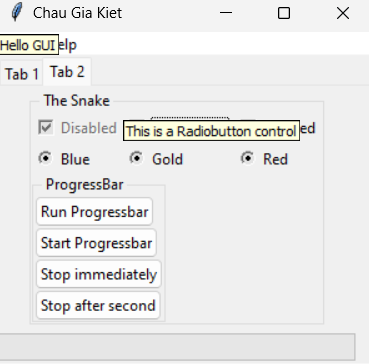 Chau Gia Kiet
Hello GUI elp
Tab 1 Tab 2
The Snake
Disabled This is a Radiobutton control ed
Blue Gold Red
ProgressBar
Run Progressbar
Start Progressbar
Stop immediately
Stop after second